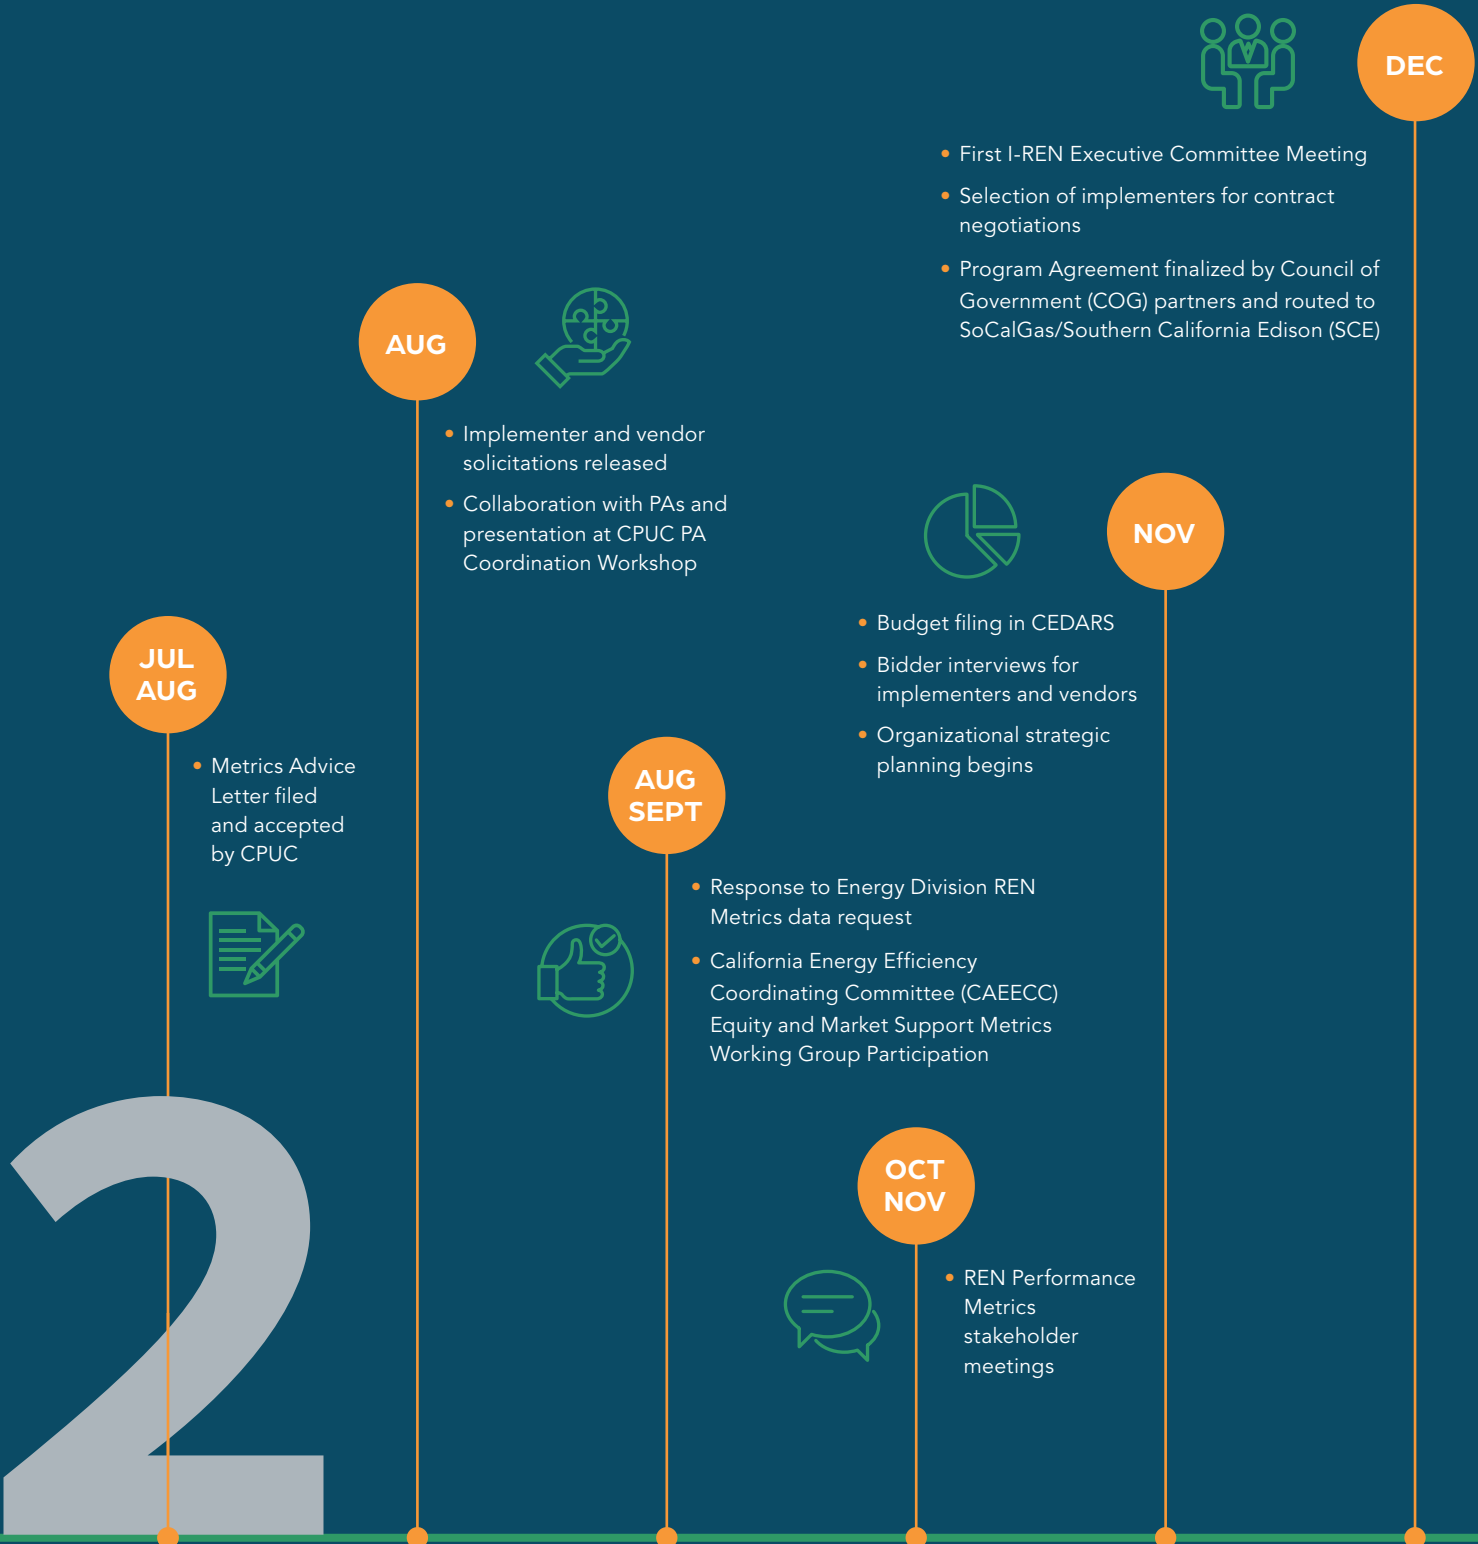 JUL
AUG
• Metrics Advice
Letter filed
and accepted
by CPUC
AUG
• Implementer and vendor
solicitations released
• Collaboration with PAs and
presentation at CPUC PA
Coordination Workshop
AUG
SEPT
• Response to Energy Division REN
Metrics data request
• California Energy Efficiency
Coordinating Committee (CAEECC)
Equity and Market Support Metrics
Working Group Participation
OCT
NOV
• REN Performance
Metrics
stakeholder
meetings
NOV
• Budget filing in CEDARS
• Bidder interviews for
implementers and vendors
• Organizational strategic
planning begins
DEC
• First I-REN Executive Committee Meeting
• Selection of implementers for contract
negotiations
• Program Agreement finalized by Council of
Government (COG) partners and routed to
SoCalGas/Southern California Edison (SCE)
2